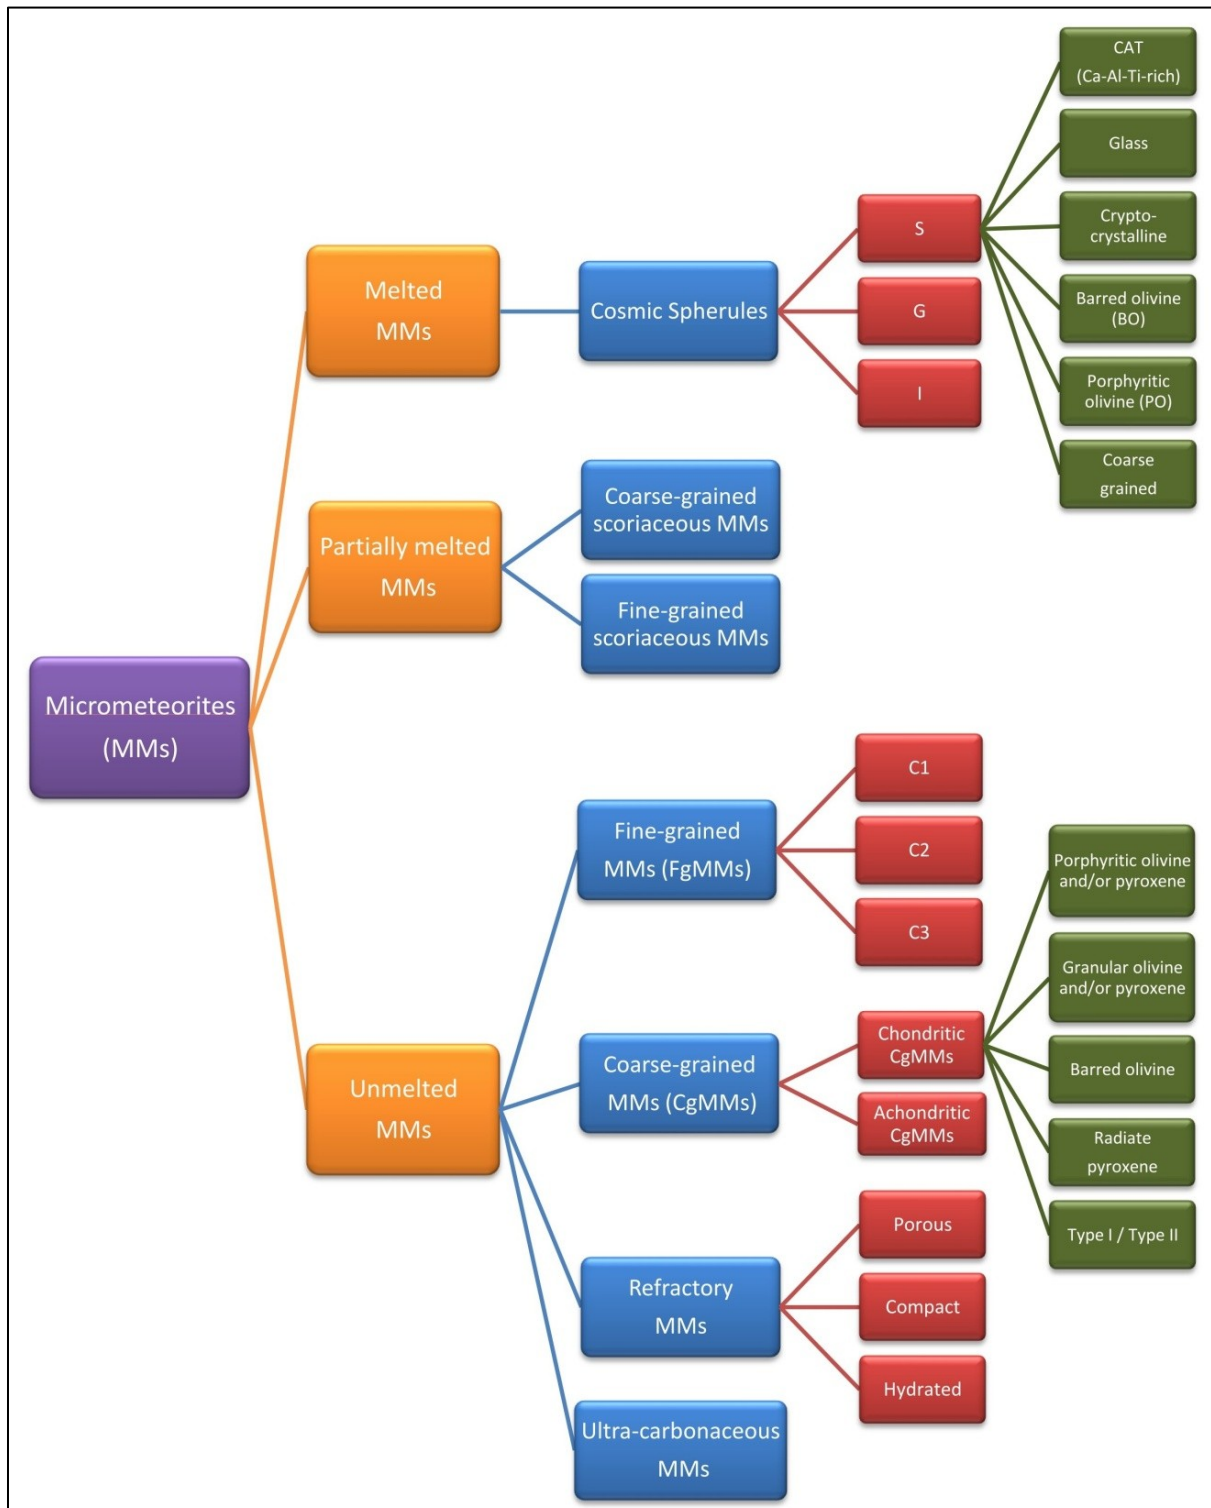 Micrometeorites
(MMs)
Melted
MMs
Cosmic Spherules
S
G
I
CAT
(Ca-Al-Ti-rich)
Glass
Crypto-
crystalline
Barred olivine
(BO)
Porphyritic
olivine (PO)
Coarse
grained
Partially melted
MMs
Coarse-grained
scoriaceous MMs
Fine-grained
scoriaceous MMs
Unmelted
MMs
Fine-grained
MMs (FgMMs)
C1
C2
C3
Coarse-grained
MMs (CgMMs)
Chondritic
CgMMs
Achondritic
CgMMs
Porphyritic olivine
and/or pyroxene
Granular olivine
and/or pyroxene
Barred olivine
Radiate
pyroxene
Type I / Type II
Refractory
MMs
Porous
Compact
Hydrated
Ultra-carbonaceous
MMs